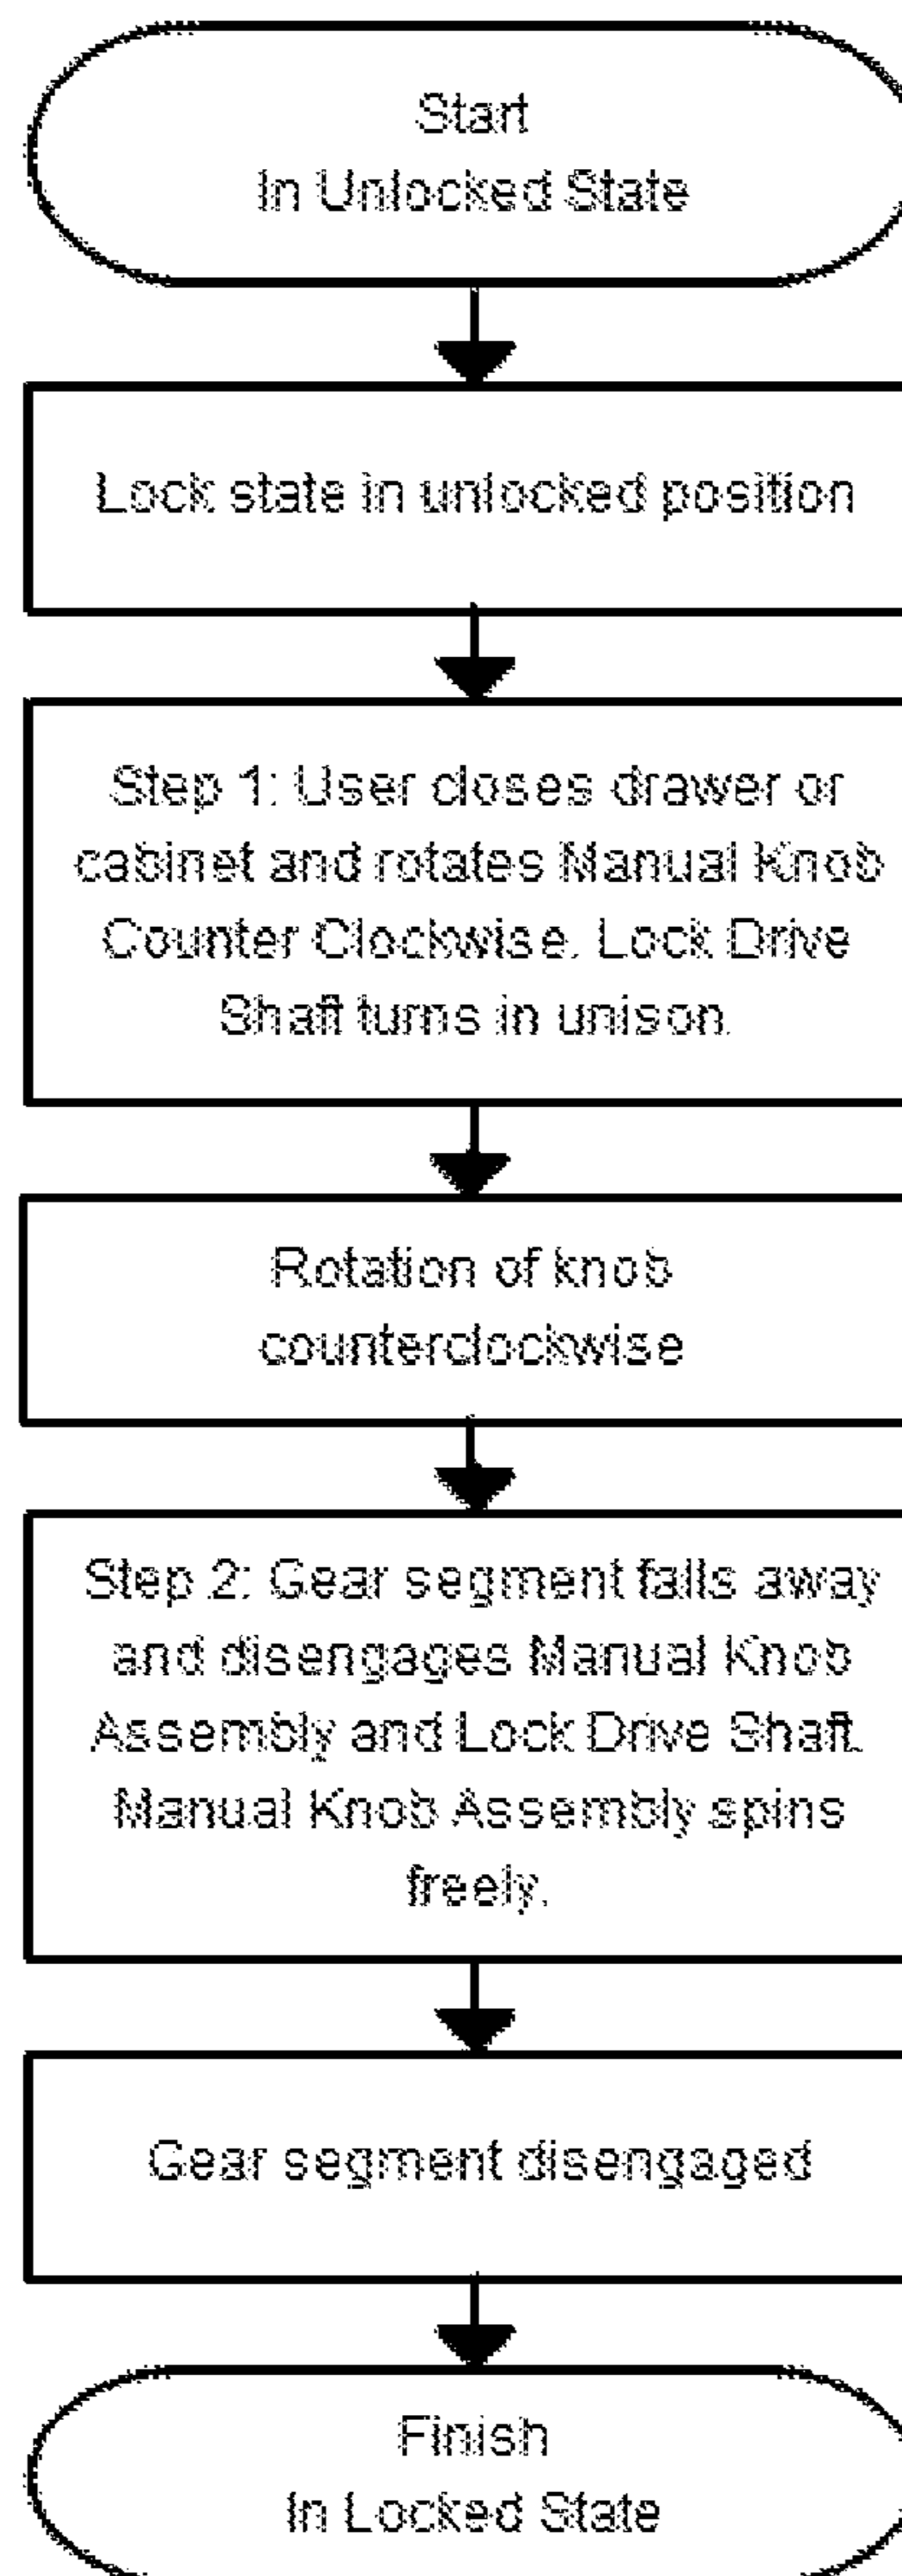 Start
In Unlocked State
Lock state in unlocked position
Step 1: User closes drawer or
cabinet and rotates Manual Knob
Counter Clockwise. Lock Drive
Shaft turns in unison.
Rotation of knob
counterclockwise
Step 2: Gear segment falls away
and disengages Manual Knob
Assembly and Lock Drive Shaft.
Manual Knob Assembly spins
freely.
Gear segment disengaged
Finish
In Locked State